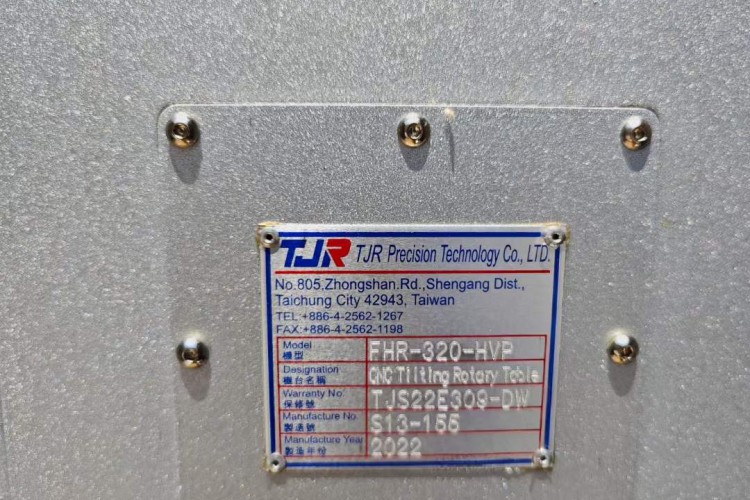 TJR TJR Precision Technology Co., LTD.
No.805,Zhongshan.Rd.,Shengang Dist.,
Taichung City 42943, Taiwan
TEL:+886-4-2562-1267
FAX:+886-4-2562-1198
Model FHR-320-HVP
機型
Designation CNC Tilting Rotary Table
機台名稱
Warranty No. TJS22E309-DW
保修號
Manufacture No. S13-155
製造號
Manufacture Year 2022
製造年份